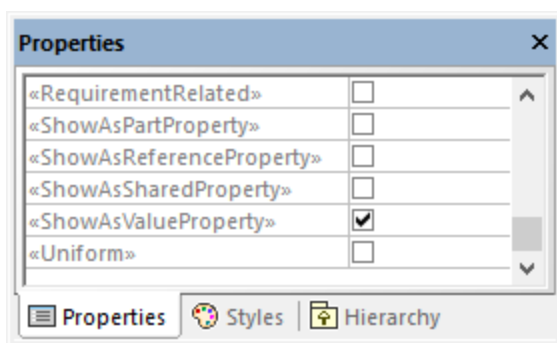 Properties
«RequirementRelated»
«ShowAsPartProperty»
«ShowAsReferenceProperty»
«ShowAsSharedProperty»
«ShowAsValueProperty»
«Uniform»
Properties Styles Hierarchy